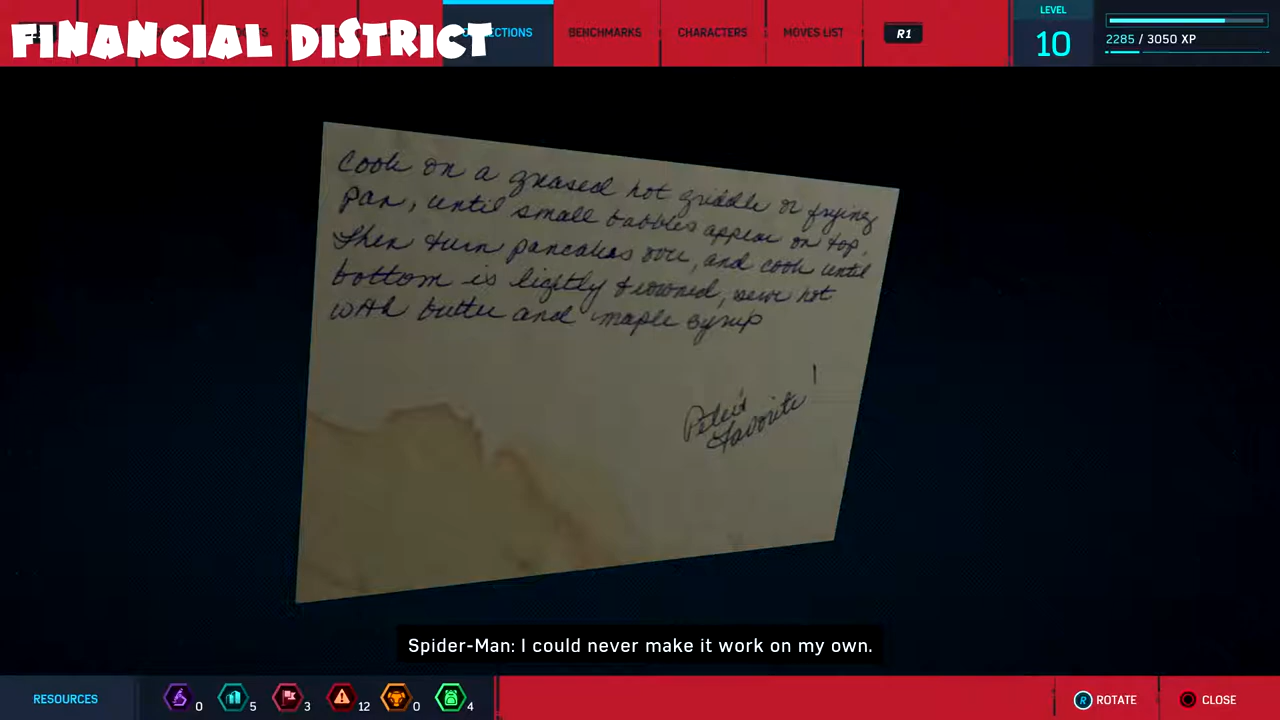 FINANCIAL DISTRICT
BENCHMARKS
CHARACTERS
MOVES LIST
R1
LEVEL
10
2285 / 3050 XP
Cook on a greased hot griddle or frying
pan, until small bubbles appear on top.
Then turn pancakes over, and cook until
bottom is lightly browned, serve hot
with butter and maple syrup
Peter's
favorite!
Spider-Man: I could never make it work on my own.
RESOURCES
0
5
3
12
0
4
R ROTATE
CLOSE